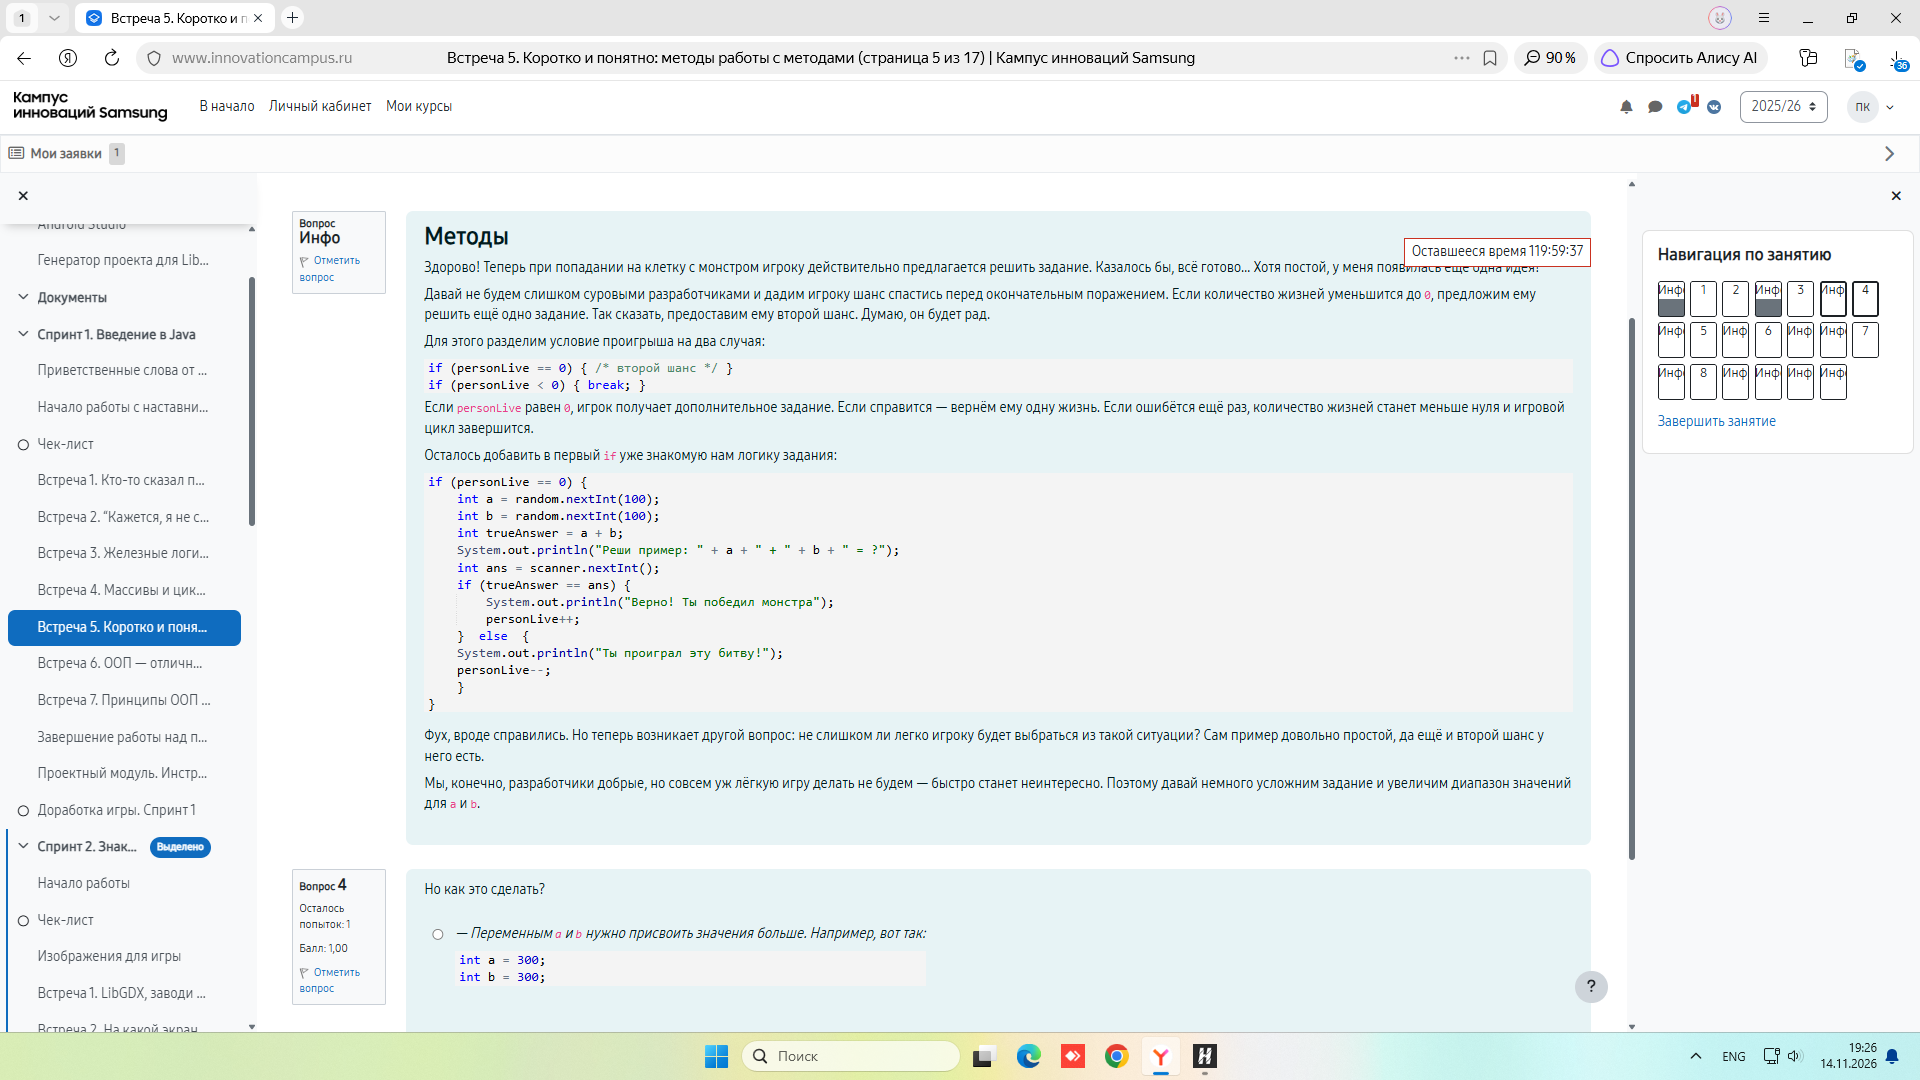 1
Встреча 5. Коротко и п
www.innovationcampus.ru
Встреча 5. Коротко и понятно: методы работы с методами (страница 5 из 17) | Кампус инноваций Samsung
90 %
Спросить Алису AI
36
Кампус
инноваций Samsung
В начало
Личный кабинет
Мои курсы
1
2025/26
ПК
Мои заявки
1
Android Studio
Генератор проекта для Lib...
Документы
Спринт 1. Введение в Java
Приветственные слова от ...
Начало работы с наставни...
Чек-лист
Встреча 1. Кто-то сказал п...
Встреча 2. “Кажется, я не с...
Встреча 3. Железные логи...
Встреча 4. Массивы и цик...
Встреча 5. Коротко и поня...
Встреча 6. ООП — отличн...
Встреча 7. Принципы ООП ...
Завершение работы над п...
Проектный модуль. Инстр...
Доработка игры. Спринт 1
Спринт 2. Знак...
Выделено
Начало работы
Чек-лист
Изображения для игры
Встреча 1. LibGDX, заводи ...
Встреча 2. На какой экран
Вопрос
Инфо
Отметить
вопрос
Методы
Оставшееся время 119:59:37
Здорово! Теперь при попадании на клетку с монстром игроку действительно предлагается решить задание. Казалось бы, всё готово... Хотя постой, у меня появилась ещё одна идея!
Давай не будем слишком суровыми разработчиками и дадим игроку шанс спастись перед окончательным поражением. Если количество жизней уменьшится до 0, предложим ему
решить ещё одно задание. Так сказать, предоставим ему второй шанс. Думаю, он будет рад.
Для этого разделим условие проигрыша на два случая:
if (personLive == 0) { /* второй шанс */ }
if (personLive < 0) { break; }
Если personLive равен 0, игрок получает дополнительное задание. Если справится — вернём ему одну жизнь. Если ошибётся ещё раз, количество жизней станет меньше нуля и игровой
цикл завершится.
Осталось добавить в первый if уже знакомую нам логику задания:
if (personLive == 0) {
int a = random.nextInt(100);
int b = random.nextInt(100);
int trueAnswer = a + b;
System.out.println("Реши пример: " + a + " + " + b + " = ?");
int ans = scanner.nextInt();
if (trueAnswer == ans) {
System.out.println("Верно! Ты победил монстра");
personLive++;
} else {
System.out.println("Ты проиграл эту битву!");
personLive--;
}
}
Фух, вроде справились. Но теперь возникает другой вопрос: не слишком ли легко игроку будет выбраться из такой ситуации? Сам пример довольно простой, да ещё и второй шанс у
него есть.
Мы, конечно, разработчики добрые, но совсем уж лёгкую игру делать не будем — быстро станет неинтересно. Поэтому давай немного усложним задание и увеличим диапазон значений
для a и b.
Вопрос 4
Осталось
попыток: 1
Балл: 1,00
Отметить
вопрос
Но как это сделать?
— Переменным a и b нужно присвоить значения больше. Например, вот так:
int a = 300;
int b = 300;
?
Навигация по занятию
Инф 1 2 Инф 3 Инф 4
Инф 5 Инф 6 Инф Инф 7
Инф 8 Инф Инф Инф Инф
Завершить занятие
Поиск
ENG
19:26
14.11.2026